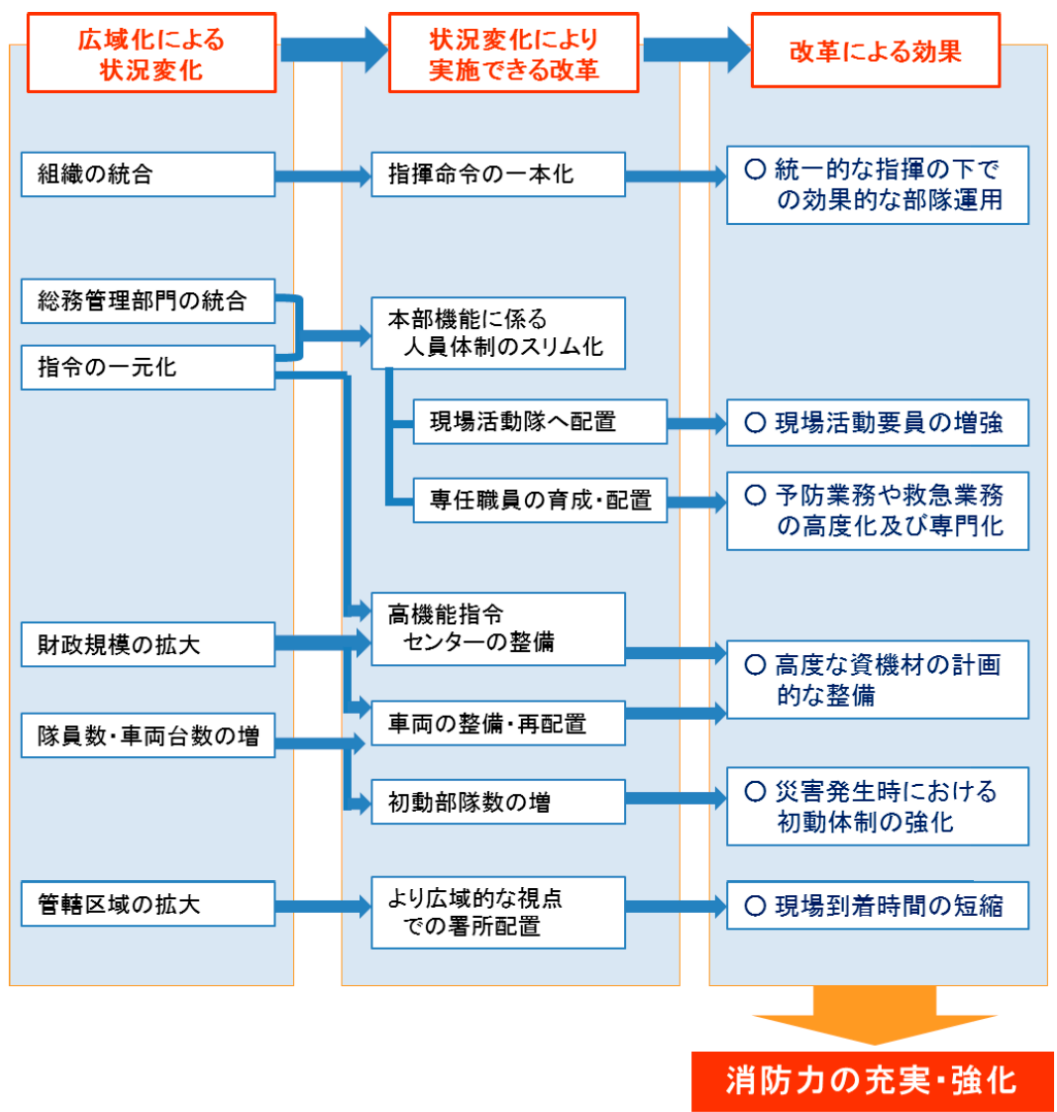 広域化による
状況変化
状況変化により
実施できる改革
改革による効果
組織の統合
指揮命令の一本化
○ 統一的な指揮の下で
の効果的な部隊運用
総務管理部門の統合
指令の一元化
本部機能に係る
人員体制のスリム化
現場活動隊へ配置
○ 現場活動要員の増強
専任職員の育成・配置
○ 予防業務や救急業務
の高度化及び専門化
財政規模の拡大
高機能指令
センターの整備
○ 高度な資機材の計画
的な整備
隊員数・車両台数の増
車両の整備・再配置
初動部隊数の増
○ 災害発生時における
初動体制の強化
管轄区域の拡大
より広域的な視点
での署所配置
○ 現場到着時間の短縮
消防力の充実・強化